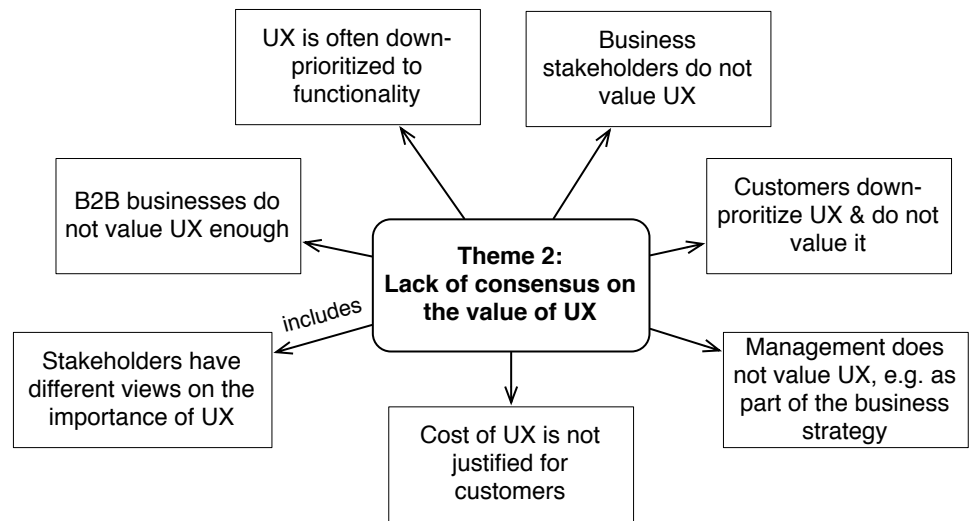 UX is often down-
prioritized to
functionality
Business
stakeholders do not
value UX
B2B businesses do
not value UX enough
Customers down-
proritize UX & do not
value it
Theme 2:
Lack of consensus on
the value of UX
includes
Stakeholders have
different views on the
importance of UX
Management does
not value UX, e.g. as
part of the business
strategy
Cost of UX is not
justified for
customers